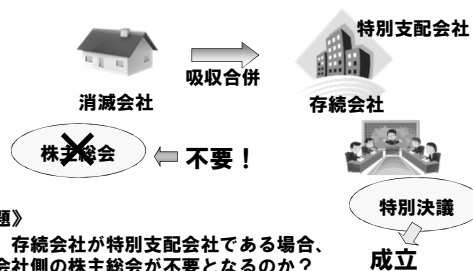 特別支配会社
吸収合併
消滅会社
存続会社
株主総会
不要！
特別決議
題》
存続会社が特別支配会社である場合、
会社側の株主総会が不要となるのか？
成立